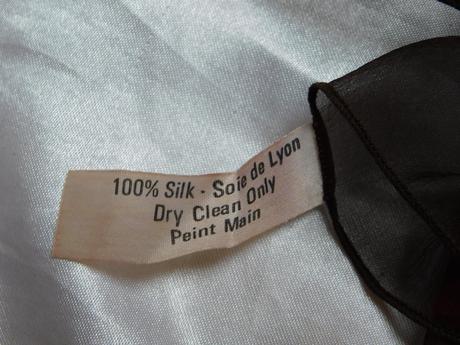 100% Silk - Soie de Lyon
Dry Clean Only
Peint Main